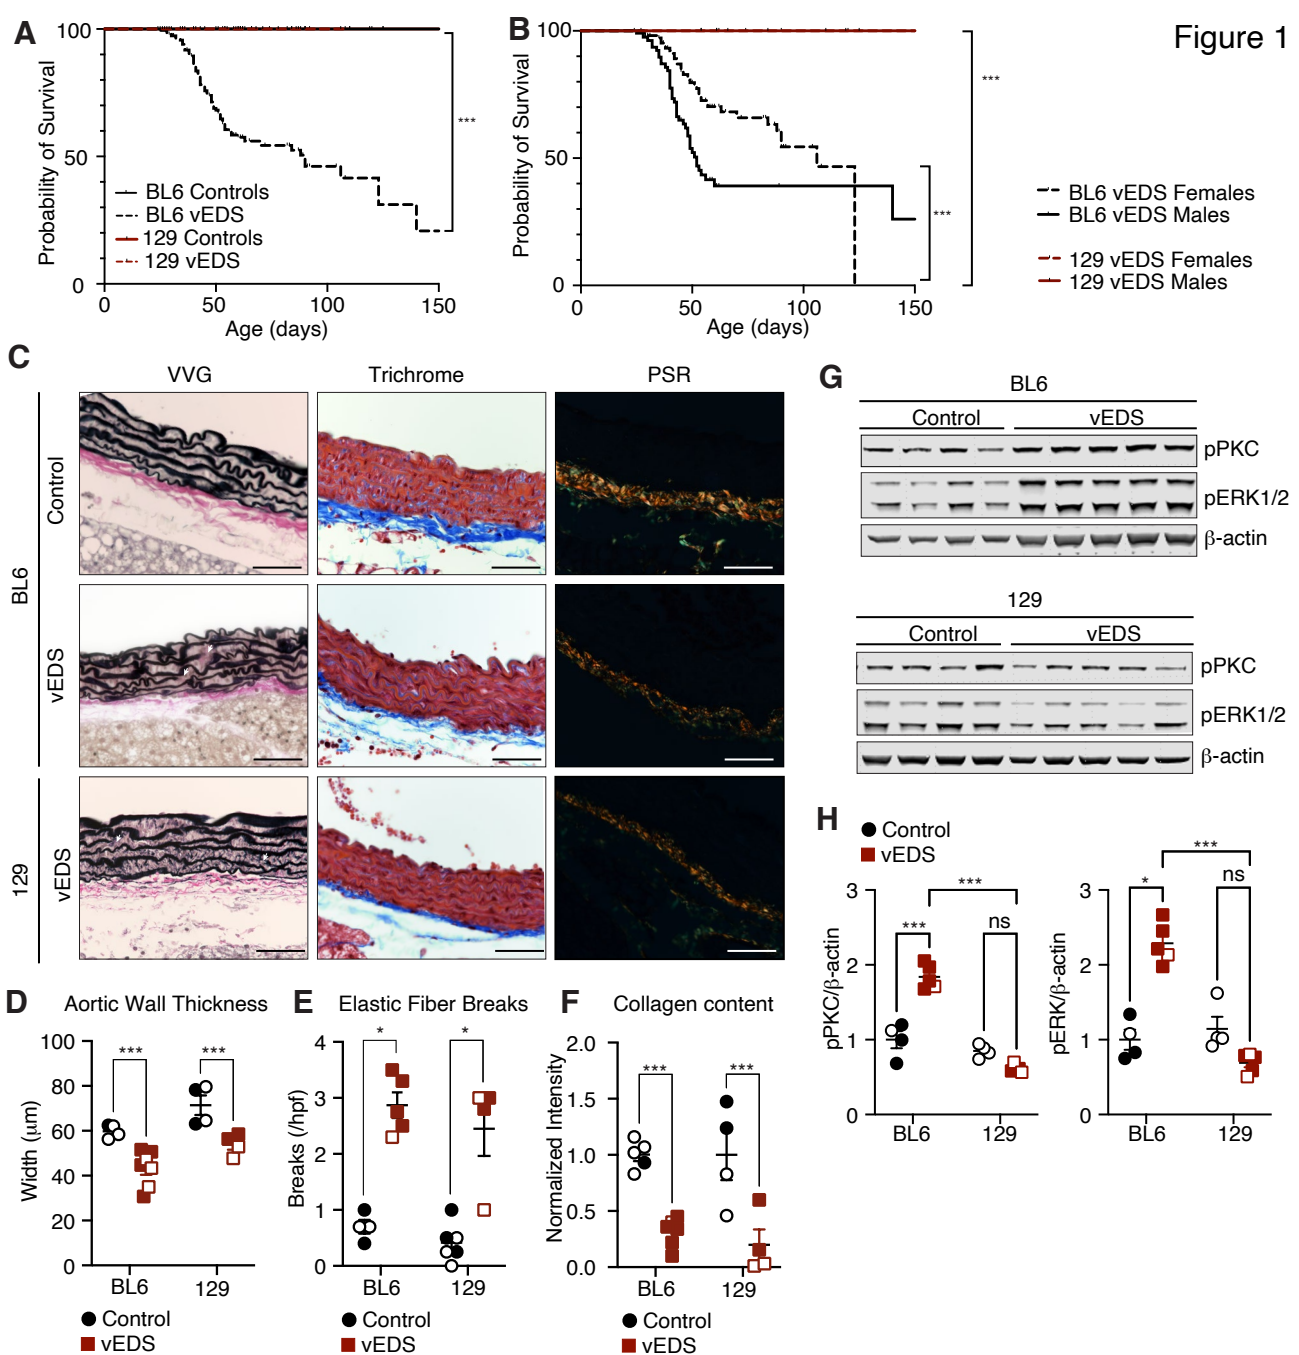 Figure 1
A
100
50
0
Probability of Survival
BL6 Controls
BL6 vEDS
129 Controls
129 vEDS
***
0 50 100 150
Age (days)
B
100
50
0
Probability of Survival
***
***
0 50 100 150
Age (days)
BL6 vEDS Females
BL6 vEDS Males
129 vEDS Females
129 vEDS Males
C
VVG Trichrome PSR
BL6
Control
vEDS
129
vEDS
D Aortic Wall Thickness
100
80
60
40
20
0
Width (µm)
*** ***
BL6 129
Control
vEDS
E Elastic Fiber Breaks
4
3
2
1
0
Breaks (/hpf)
* *
BL6 129
Control
vEDS
F Collagen content
2.0
1.5
1.0
0.5
0.0
Normalized Intensity
*** ***
BL6 129
Control
vEDS
G
BL6
Control vEDS
pPKC
pERK1/2
β-actin
129
Control vEDS
pPKC
pERK1/2
β-actin
H
Control
vEDS
3
2
1
0
pPKC/β-actin
***
*** ns
BL6 129
3
2
1
0
pERK/β-actin
***
* ns
BL6 129